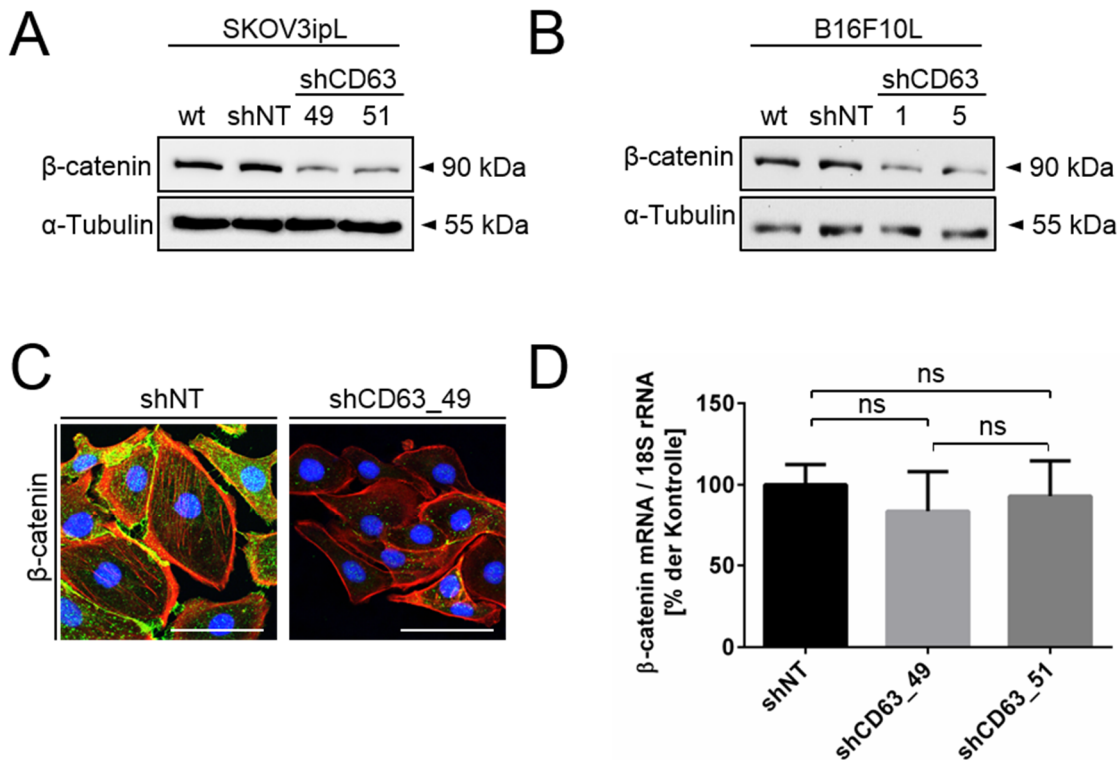 A
SKOV3ipL
shCD63
wt shNT 49 51
β-catenin ◄ 90 kDa
α-Tubulin ◄ 55 kDa
B
B16F10L
shCD63
wt shNT 1 5
β-catenin ◄ 90 kDa
α-Tubulin ◄ 55 kDa
C
shNT shCD63_49
β-catenin
D
β-catenin mRNA / 18S rRNA
[% der Kontrolle]
ns
ns
ns
150
100
50
0
shNT
shCD63_49
shCD63_51